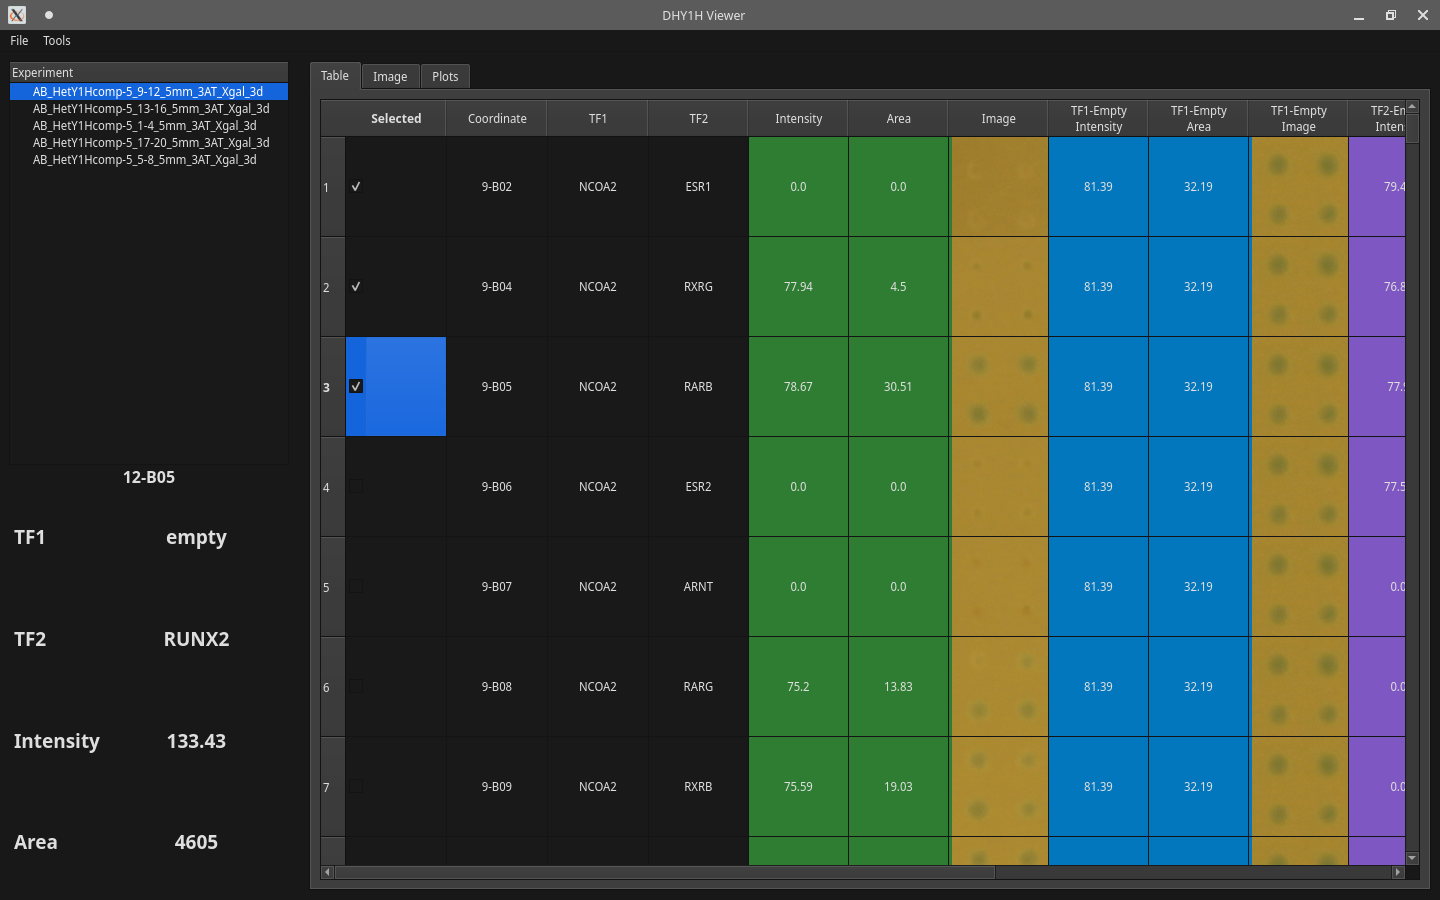 DHY1H Viewer
File Tools
Experiment
AB_HetY1Hcomp-5_9-12_5mm_3AT_Xgal_3d
AB_HetY1Hcomp-5_13-16_5mm_3AT_Xgal_3d
AB_HetY1Hcomp-5_1-4_5mm_3AT_Xgal_3d
AB_HetY1Hcomp-5_17-20_5mm_3AT_Xgal_3d
AB_HetY1Hcomp-5_5-8_5mm_3AT_Xgal_3d
12-B05
TF1 empty
TF2 RUNX2
Intensity 133.43
Area 4605
Table Image Plots
Selected Coordinate TF1 TF2 Intensity Area Image TF1-Empty Intensity TF1-Empty Area TF1-Empty Image TF2-Em Inten
1 9-B02 NCOA2 ESR1 0.0 0.0 81.39 32.19 79.4
2 9-B04 NCOA2 RXRG 77.94 4.5 81.39 32.19 76.8
3 9-B05 NCOA2 RARB 78.67 30.51 81.39 32.19 77.9
4 9-B06 NCOA2 ESR2 0.0 0.0 81.39 32.19 77.5
5 9-B07 NCOA2 ARNT 0.0 0.0 81.39 32.19 0.0
6 9-B08 NCOA2 RARG 75.2 13.83 81.39 32.19 0.0
7 9-B09 NCOA2 RXRB 75.59 19.03 81.39 32.19 0.0